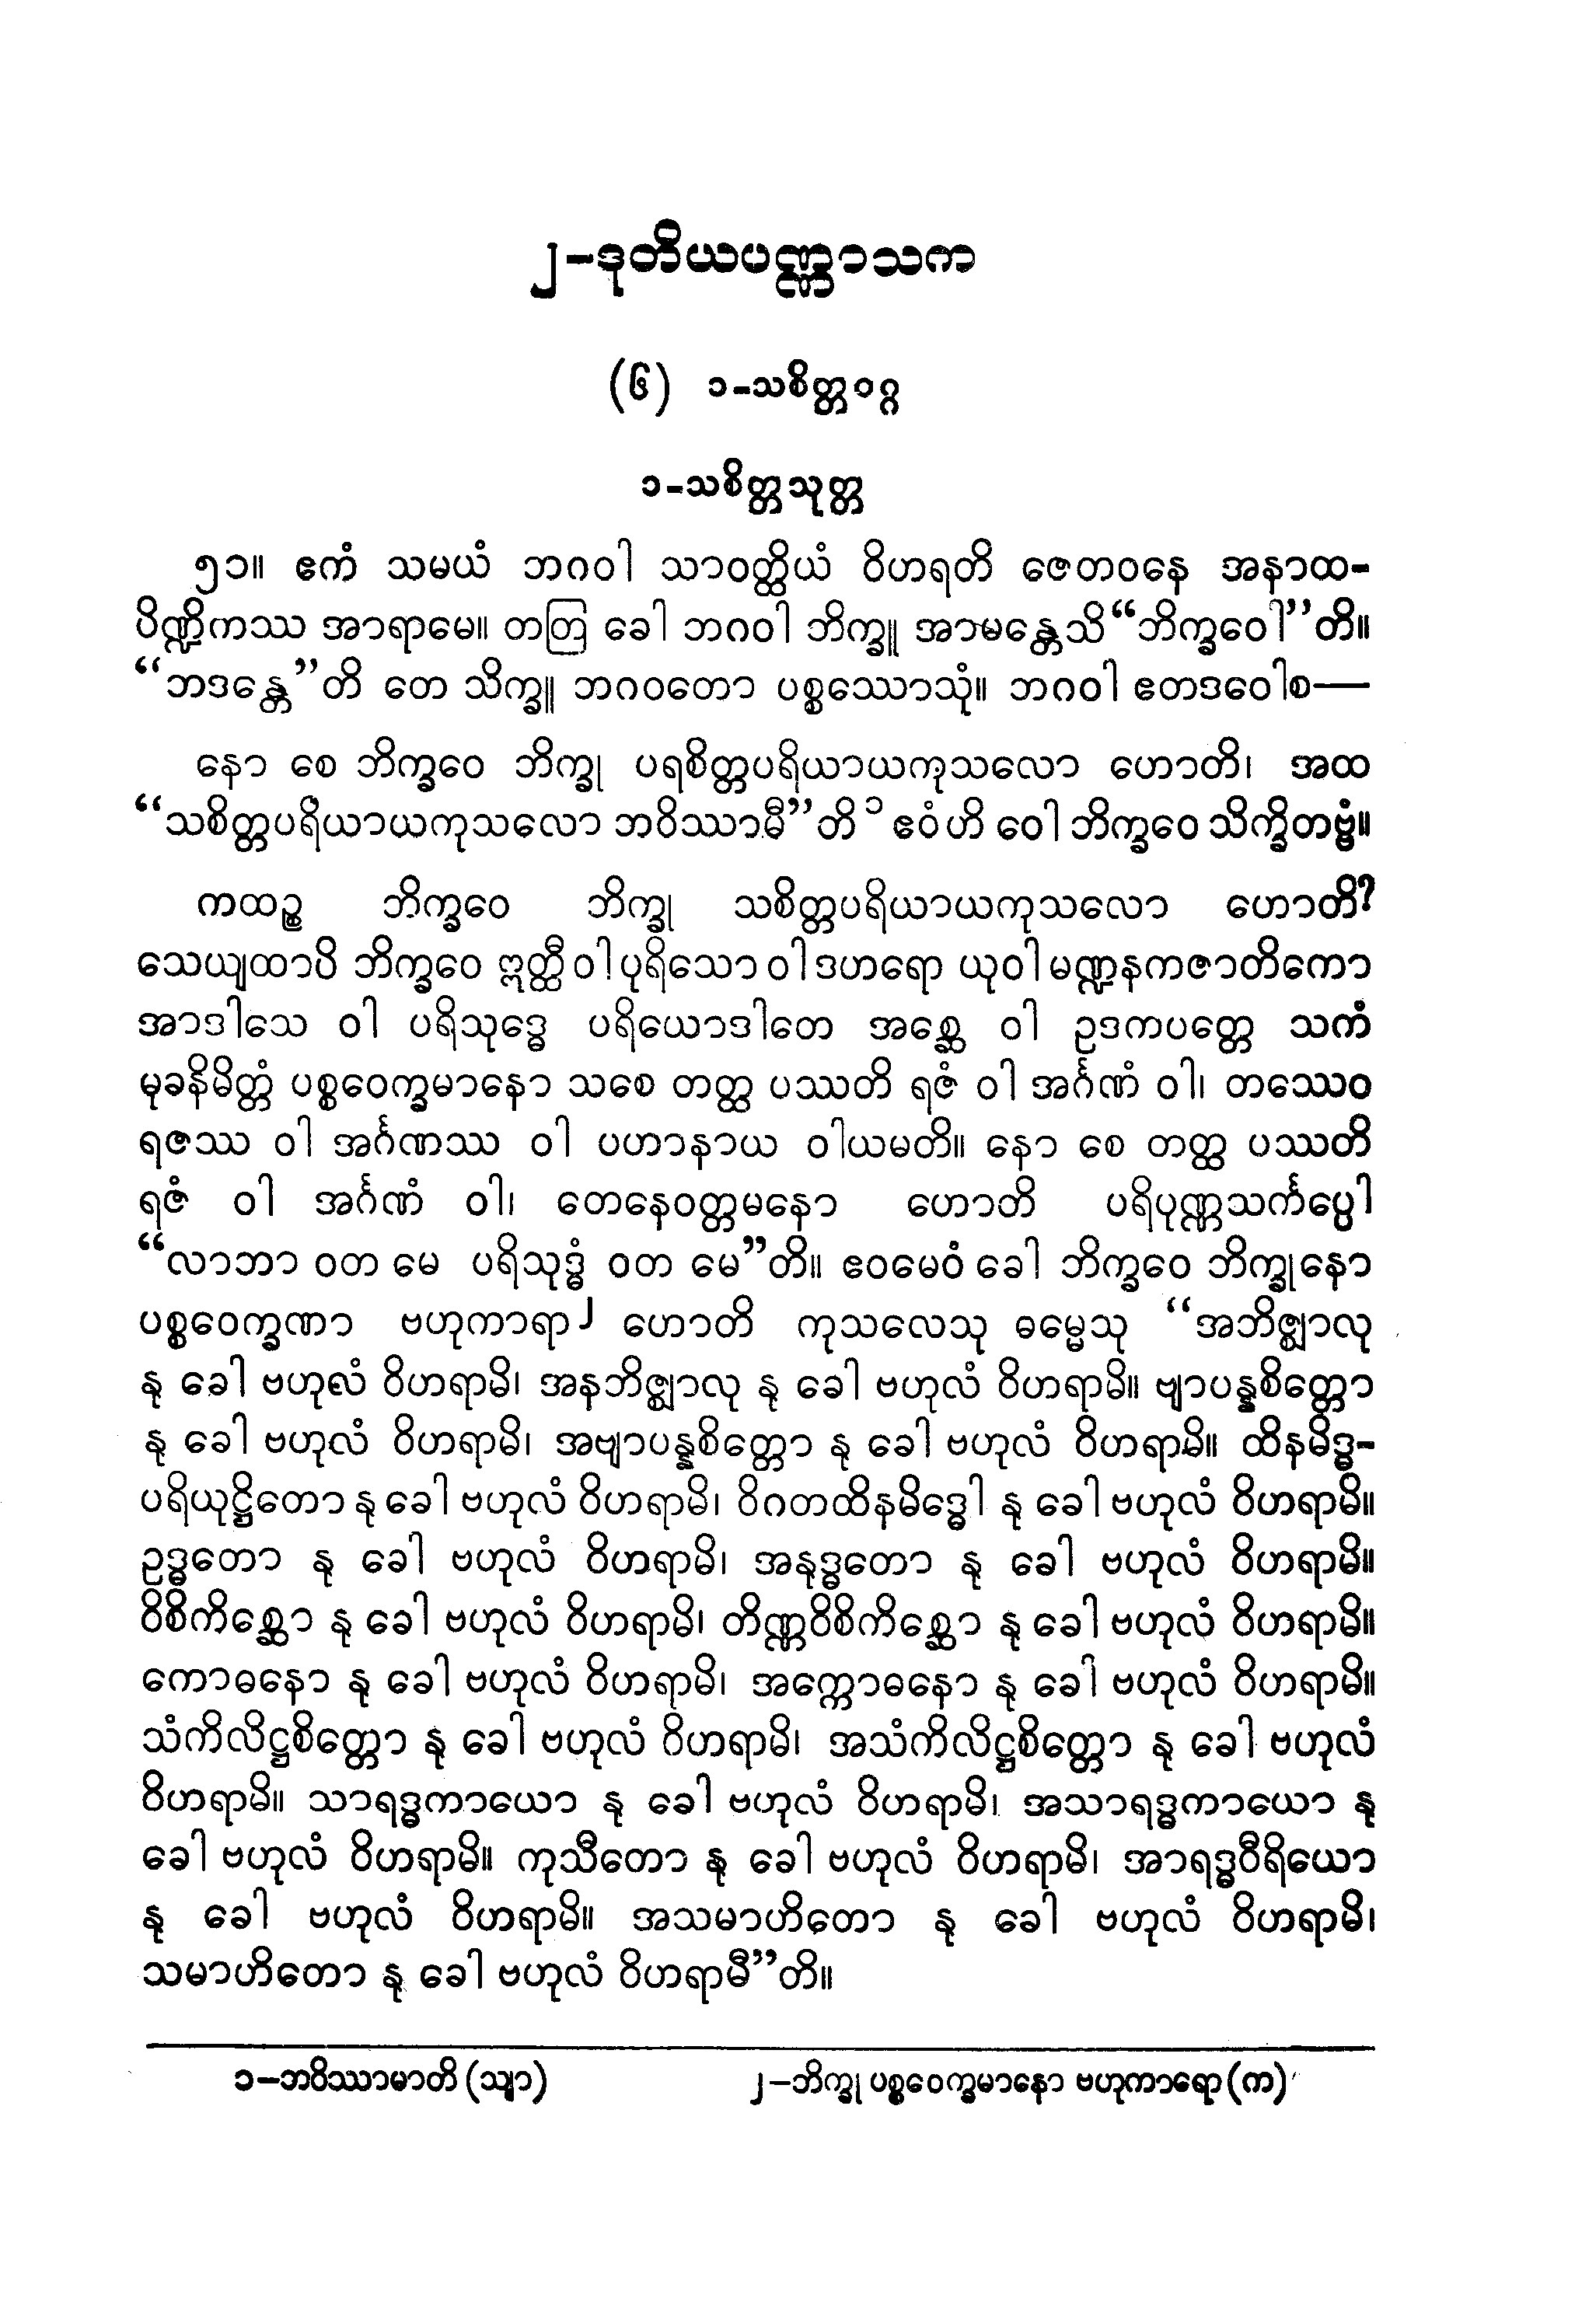 ၂-ဒုတိယပဏ္ဏာသက
(၆) ၁-သစိတ္တဝဂ္ဂ
၁-သစိတ္တသုတ္တ
၅၁။ ဧကံ သမယံ ဘဂဝါ သာဝတ္ထိယံ ဝိဟရတိ ဇေတဝနေ အနာထ-
ပိဏ္ဍိကဿ အာရာမေ။ တတြ ခေါ ဘဂဝါ ဘိက္ခူ အာမန္တေသိ “ဘိက္ခဝေါ”တိ။
“ဘဒန္တေ”တိ တေ သိက္ခူ ဘဂဝတော ပစ္စဿောသုံ။ ဘဂဝါ ဧတဒဝေါစ—
နော စေ ဘိက္ခဝေ ဘိက္ခု ပရစိတ္တပရိယာယကုသလော ဟောတိ၊ အထ
“သစိတ္တပရိယာယကုသလော ဘဝိဿာမီ”တိ ၁ ဧဝံဟိ ဝေါ ဘိက္ခဝေ သိက္ခိတဗ္ဗံ။
ကထဉ္စ ဘိက္ခဝေ ဘိက္ခု သစိတ္တပရိယာယကုသလော ဟောတိ?
သေယျထာပိ ဘိက္ခဝေ ဣတ္ထီ ဝါ ပုရိသော ဝါ ဒဟရော ယုဝါ မဏ္ဍနကဇာတိကော
အာဒါသေ ဝါ ပရိသုဒ္ဓေ ပရိယောဒါတေ အစ္ဆေ ဝါ ဥဒကပတ္တေ သကံ
မုခနိမိတ္တံ ပစ္စဝေက္ခမာနော သစေ တတ္ထ ပဿတိ ရဇံ ဝါ အင်္ဂဏံ ဝါ၊ တဿေဝ
ရဇဿ ဝါ အင်္ဂဏဿ ဝါ ပဟာနာယ ဝါယမတိ။ နော စေ တတ္ထ ပဿတိ
ရဇံ ဝါ အင်္ဂဏံ ဝါ၊ တေနေဝတ္တမနော ဟောတိ ပရိပုဏ္ဏသင်္ကပ္ပေါ
“လာဘာ ဝတ မေ ပရိသုဒ္ဓံ ဝတ မေ”တိ။ ဧဝမေဝံ ခေါ ဘိက္ခဝေ ဘိက္ခုနော
ပစ္စဝေက္ခဏာ ဗဟုကာရာ၂ ဟောတိ ကုသလေသု ဓမ္မေသု “အဘိဇ္ဈာလု
နု ခေါ ဗဟုလံ ဝိဟရာမိ၊ အနဘိဇ္ဈာလု နု ခေါ ဗဟုလံ ဝိဟရာမိ။ ဗျာပန္နစိတ္တော
နု ခေါ ဗဟုလံ ဝိဟရာမိ၊ အဗျာပန္နစိတ္တော နု ခေါ ဗဟုလံ ဝိဟရာမိ။ ထိနမိဒ္ဓ-
ပရိယုဋ္ဌိတော နု ခေါ ဗဟုလံ ဝိဟရာမိ၊ ဝိဂတထိနမိဒ္ဓေါ နု ခေါ ဗဟုလံ ဝိဟရာမိ။
ဥဒ္ဓတော နု ခေါ ဗဟုလံ ဝိဟရာမိ၊ အနုဒ္ဓတော နု ခေါ ဗဟုလံ ဝိဟရာမိ။
ဝိစိကိစ္ဆော နု ခေါ ဗဟုလံ ဝိဟရာမိ၊ တိဏ္ဏဝိစိကိစ္ဆော နု ခေါ ဗဟုလံ ဝိဟရာမိ။
ကောဓနော နု ခေါ ဗဟုလံ ဝိဟရာမိ၊ အက္ကောဓနော နု ခေါ ဗဟုလံ ဝိဟရာမိ။
သံကိလိဋ္ဌစိတ္တော နု ခေါ ဗဟုလံ ဝိဟရာမိ၊ အသံကိလိဋ္ဌစိတ္တော နု ခေါ ဗဟုလံ
ဝိဟရာမိ။ သာရဒ္ဓကာယော နု ခေါ ဗဟုလံ ဝိဟရာမိ၊ အသာရဒ္ဓကာယော နု
ခေါ ဗဟုလံ ဝိဟရာမိ။ ကုသီတော နု ခေါ ဗဟုလံ ဝိဟရာမိ၊ အာရဒ္ဓဝီရိယော
နု ခေါ ဗဟုလံ ဝိဟရာမိ။ အသမာဟိတော နု ခေါ ဗဟုလံ ဝိဟရာမိ၊
သမာဟိတော နု ခေါ ဗဟုလံ ဝိဟရာမီ”တိ။
၁—ဘဝိဿာမာတိ (သျာ) ၂—ဘိက္ခု ပစ္စဝေက္ခမာနော ဗဟုကာရော (က)